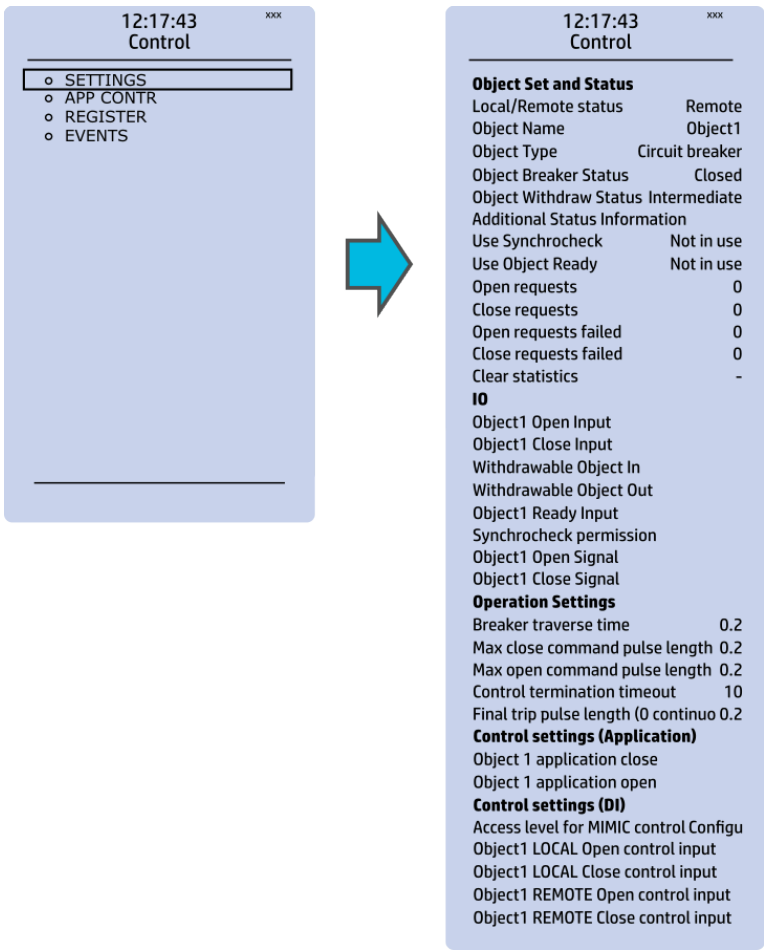 12:17:43 xxx
Control
SETTINGS
APP CONTR
REGISTER
EVENTS
12:17:43 xxx
Control
Object Set and Status
Local/Remote status Remote
Object Name Object1
Object Type Circuit breaker
Object Breaker Status Closed
Object Withdraw Status Intermediate
Additional Status Information
Use Synchrocheck Not in use
Use Object Ready Not in use
Open requests 0
Close requests 0
Open requests failed 0
Close requests failed 0
Clear statistics -
IO
Object1 Open Input
Object1 Close Input
Withdrawable Object In
Withdrawable Object Out
Object1 Ready Input
Synchrocheck permission
Object1 Open Signal
Object1 Close Signal
Operation Settings
Breaker traverse time 0.2
Max close command pulse length 0.2
Max open command pulse length 0.2
Control termination timeout 10
Final trip pulse length (0 continuo 0.2
Control settings (Application)
Object 1 application close
Object 1 application open
Control settings (DI)
Access level for MIMIC control Configu
Object1 LOCAL Open control input
Object1 LOCAL Close control input
Object1 REMOTE Open control input
Object1 REMOTE Close control input